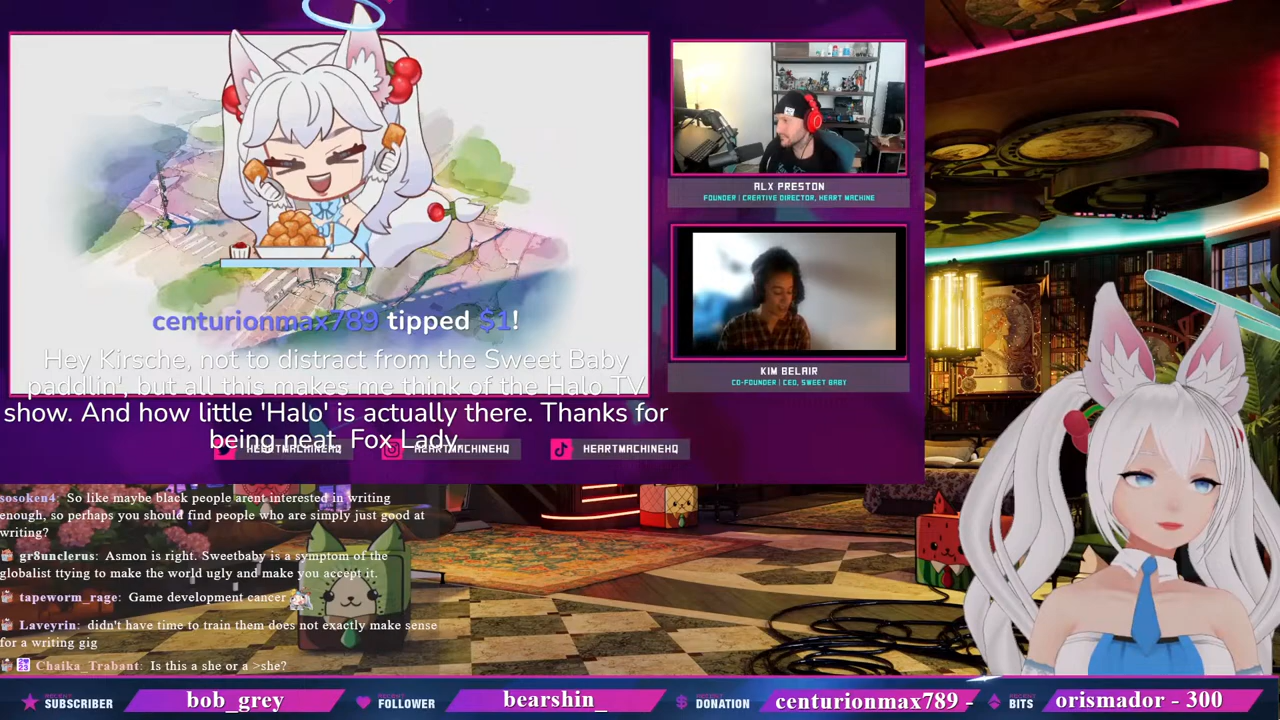 ALX PRESTON
FOUNDER | CREATIVE DIRECTOR, HEART MACHINE
KIM BELAIR
CO-FOUNDER | CEO, SWEET BABY
centurionmax789 tipped $1!
Hey Kirsche, not to distract from the Sweet Baby
paddlin', but all this makes me think of the Halo TV
show. And how little 'Halo' is actually there. Thanks for
being neat, Fox Lady.
HEARTMACHINEHQ
HEARTMACHINEHQ
HEARTMACHINEHQ
sosoken4: So like maybe black people arent interested in writing
enough, so perhaps you should find people who are simply just good at
writing?
gr8unclerus: Asmon is right. Sweetbaby is a symptom of the
globalist ttying to make the world ugly and make you accept it.
tapeworm_rage: Game development cancer
Laveyrin: didn't have time to train them does not exactly make sense
for a writing gig
Chaika_Trabant: Is this a she or a >she?
RECENT SUBSCRIBER bob_grey
RECENT FOLLOWER bearshin_
RECENT DONATION centurionmax789 -
RECENT BITS orismador - 300